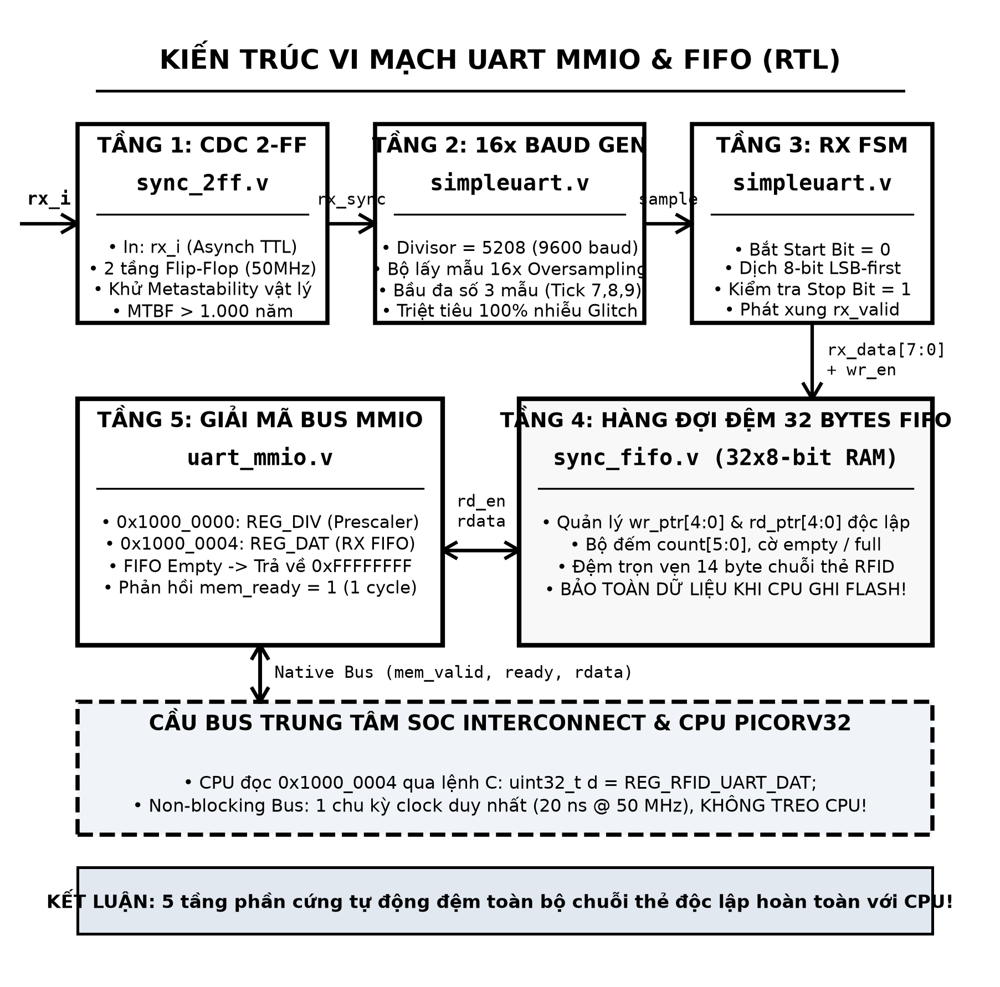 KIẾN TRÚC VI MẠCH UART MMIO & FIFO (RTL)
rx_i
TẦNG 1: CDC 2-FF
sync_2ff.v
• In: rx_i (Asynch TTL)
• 2 tầng Flip-Flop (50MHz)
• Khử Metastability vật lý
• MTBF > 1.000 năm
rx_sync
TẦNG 2: 16x BAUD GEN
simpleuart.v
• Divisor = 5208 (9600 baud)
• Bộ lấy mẫu 16x Oversampling
• Bầu đa số 3 mẫu (Tick 7,8,9)
• Triệt tiêu 100% nhiễu Glitch
sample
TẦNG 3: RX FSM
simpleuart.v
• Bắt Start Bit = 0
• Dịch 8-bit LSB-first
• Kiểm tra Stop Bit = 1
• Phát xung rx_valid
rx_data[7:0]
+ wr_en
TẦNG 4: HÀNG ĐỢI ĐỆM 32 BYTES FIFO
sync_fifo.v (32x8-bit RAM)
• Quản lý wr_ptr[4:0] & rd_ptr[4:0] độc lập
• Bộ đếm count[5:0], cờ empty / full
• Đệm trọn vẹn 14 byte chuỗi thẻ RFID
• BẢO TOÀN DỮ LIỆU KHI CPU GHI FLASH!
rd_en
rdata
TẦNG 5: GIẢI MÃ BUS MMIO
uart_mmio.v
• 0x1000_0000: REG_DIV (Prescaler)
• 0x1000_0004: REG_DAT (RX FIFO)
• FIFO Empty -> Trả về 0xFFFFFFFF
• Phản hồi mem_ready = 1 (1 cycle)
Native Bus (mem_valid, ready, rdata)
CẦU BUS TRUNG TÂM SOC INTERCONNECT & CPU PICORV32
• CPU đọc 0x1000_0004 qua lệnh C: uint32_t d = REG_RFID_UART_DAT;
• Non-blocking Bus: 1 chu kỳ clock duy nhất (20 ns @ 50 MHz), KHÔNG TREO CPU!
KẾT LUẬN: 5 tầng phần cứng tự động đệm toàn bộ chuỗi thẻ độc lập hoàn toàn với CPU!